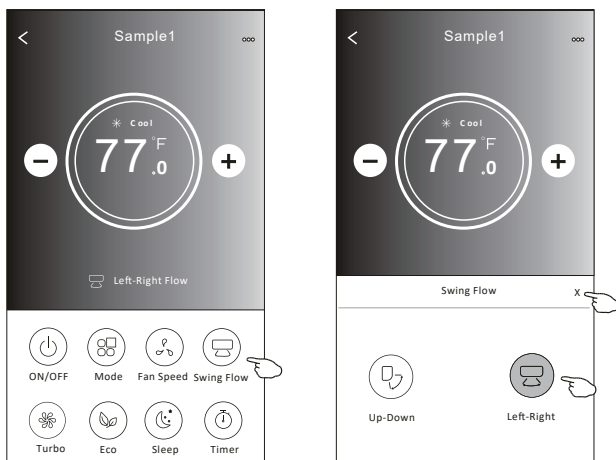 Sample1
Cool
77.0°F
Left-Right Flow
ON/OFF Mode Fan Speed Swing Flow
Turbo Eco Sleep Timer
Sample1
Cool
77.0°F
Swing Flow X
Up-Down Left-Right